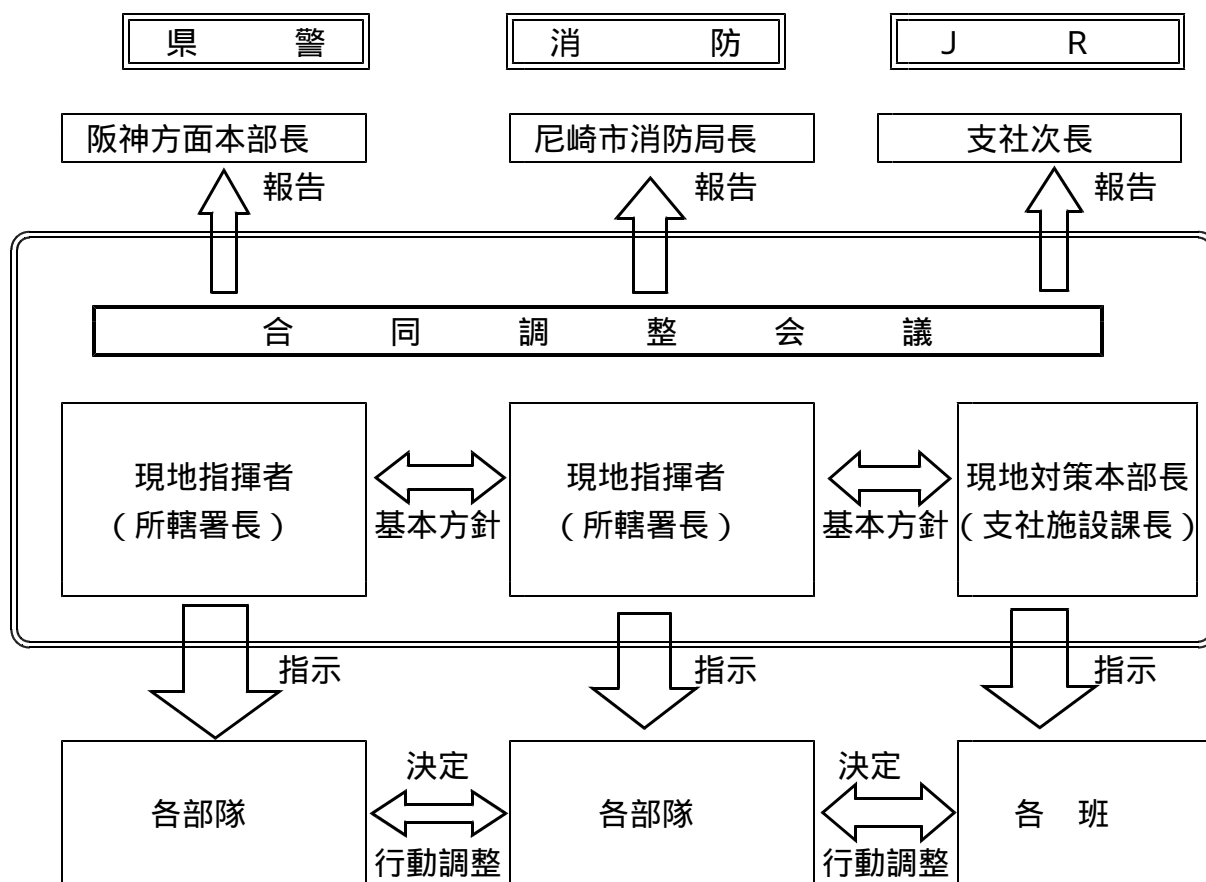 県警 消防 JR
阪神方面本部長 尼崎市消防局長 支社次長
報告 報告 報告
合同調整会議
現地指揮者 現地指揮者 現地対策本部長
(所轄署長) 基本方針 (所轄署長) 基本方針 (支社施設課長)
指示 指示 指示
決定 決定
各部隊 各部隊 各班
行動調整 行動調整